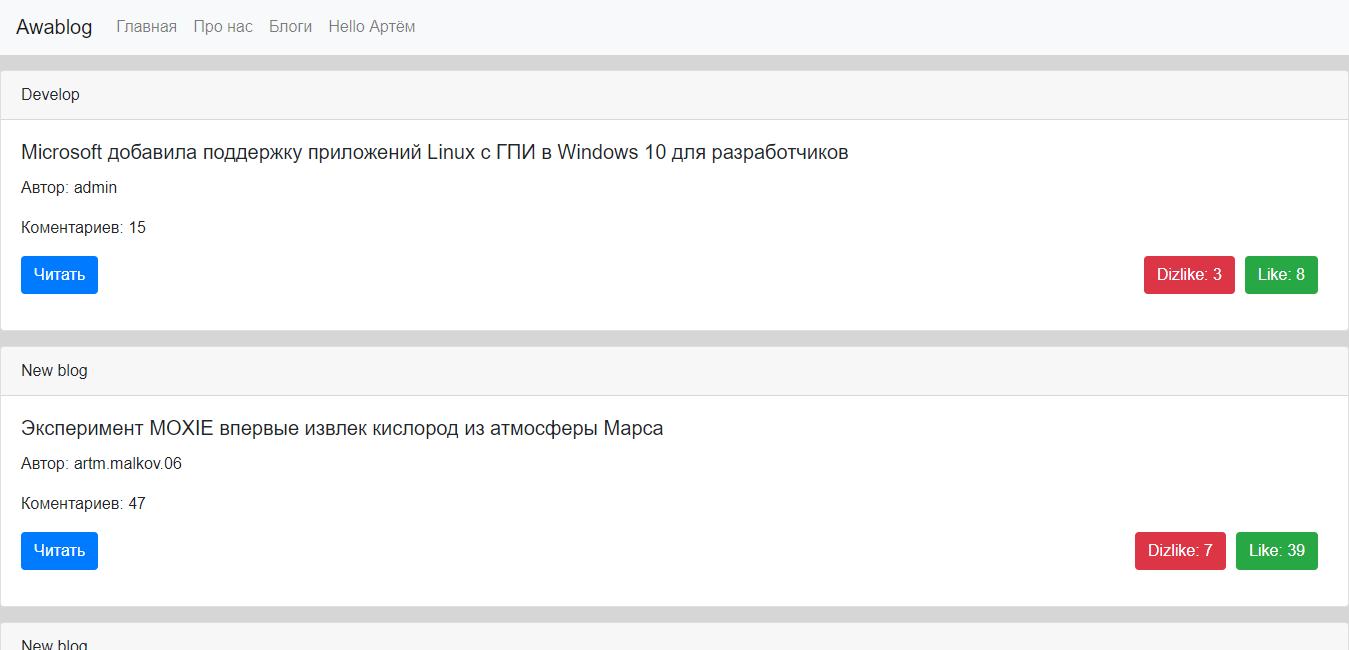 Awablog Главная Про нас Блоги Hello Артём
Develop
Microsoft добавила поддержку приложений Linux с ГПИ в Windows 10 для разработчиков
Автор: admin
Коментариев: 15
Читать Dizlike: 3 Like: 8
New blog
Эксперимент MOXIE впервые извлек кислород из атмосферы Марса
Автор: artm.malkov.06
Коментариев: 47
Читать Dizlike: 7 Like: 39
New blog